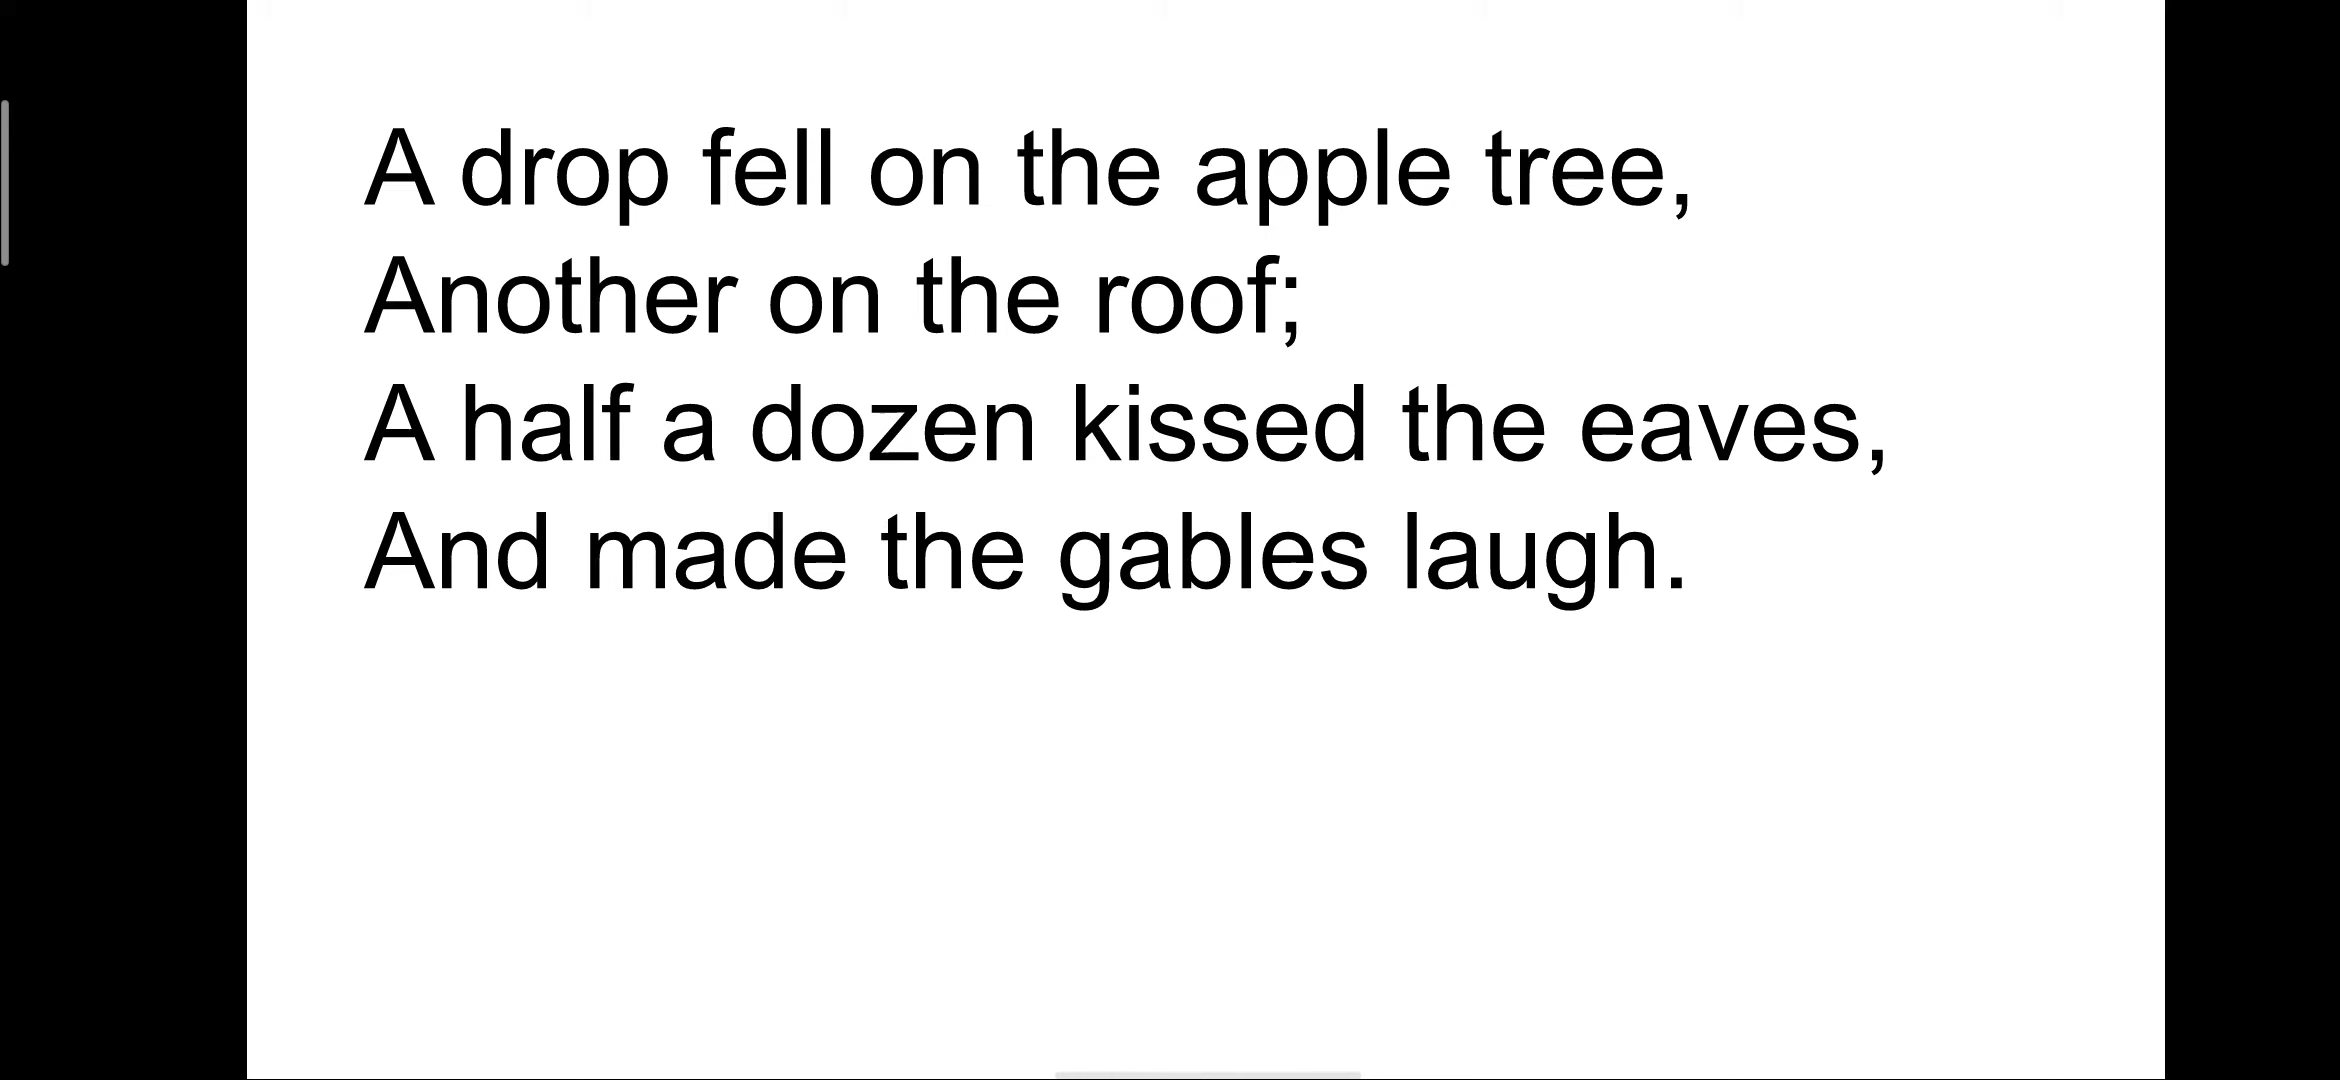 A drop fell on the apple tree,
Another on the roof;
A half a dozen kissed the eaves,
And made the gables laugh.